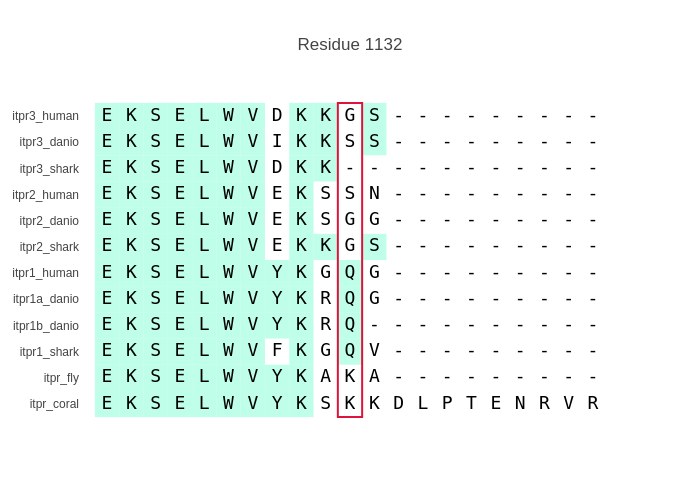 Residue 1132
itpr3_human E K S E L W V D K K G S - - - - - - - - -
itpr3_danio E K S E L W V I K K S S - - - - - - - - -
itpr3_shark E K S E L W V D K K - - - - - - - - - - -
itpr2_human E K S E L W V E K S S N - - - - - - - - -
itpr2_danio E K S E L W V E K S G G - - - - - - - - -
itpr2_shark E K S E L W V E K K G S - - - - - - - - -
itpr1_human E K S E L W V Y K G Q G - - - - - - - - -
itpr1a_danio E K S E L W V Y K R Q G - - - - - - - - -
itpr1b_danio E K S E L W V Y K R Q - - - - - - - - - -
itpr1_shark E K S E L W V F K G Q V - - - - - - - - -
itpr_fly E K S E L W V Y K A K A - - - - - - - - -
itpr_coral E K S E L W V Y K S K K D L P T E N R V R